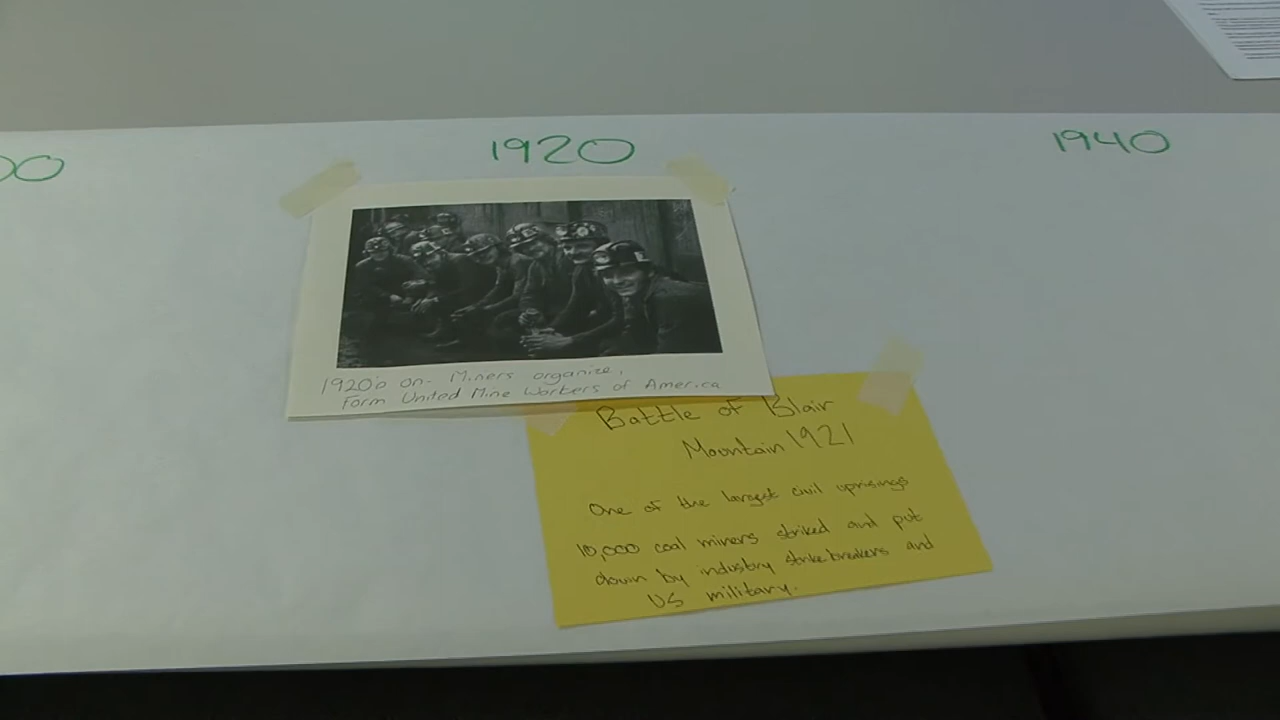 00
1920
1940
1920s on- Miners organize,
Form United Mine Workers of America
Battle of Blair
Mountain 1921
One of the largest civil uprisings
10,000 coal miners striked and put
down by industry strikebreakers and
US military.